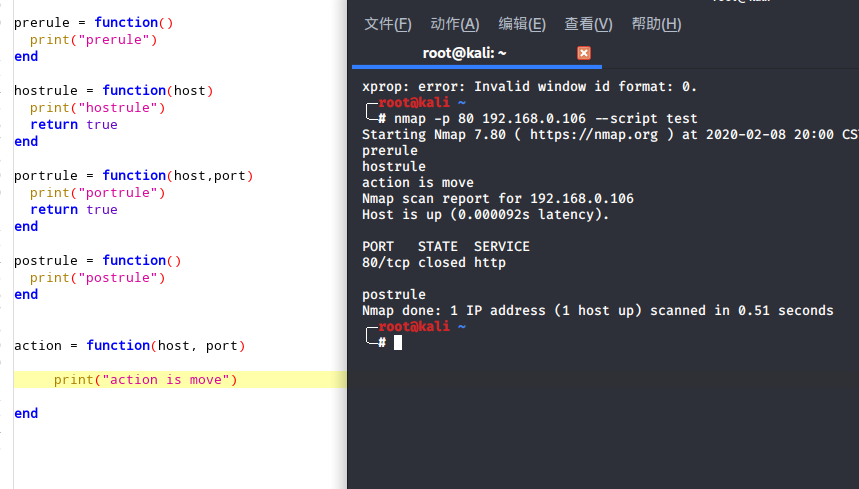 prerule = function()
print("prerule")
end
hostrule = function(host)
print("hostrule")
return true
end
portrule = function(host,port)
print("portrule")
return true
end
postrule = function()
print("postrule")
end
action = function(host, port)
print("action is move")
end
文件(F) 动作(A) 编辑(E) 查看(V) 帮助(H)
root@kali: ~
xprop: error: Invalid window id format: 0.
root@kali ~
# nmap -p 80 192.168.0.106 --script test
Starting Nmap 7.80 ( https://nmap.org ) at 2020-02-08 20:00 CS
prerule
hostrule
action is move
Nmap scan report for 192.168.0.106
Host is up (0.000092s latency).
PORT STATE SERVICE
80/tcp closed http
postrule
Nmap done: 1 IP address (1 host up) scanned in 0.51 seconds
root@kali ~
#